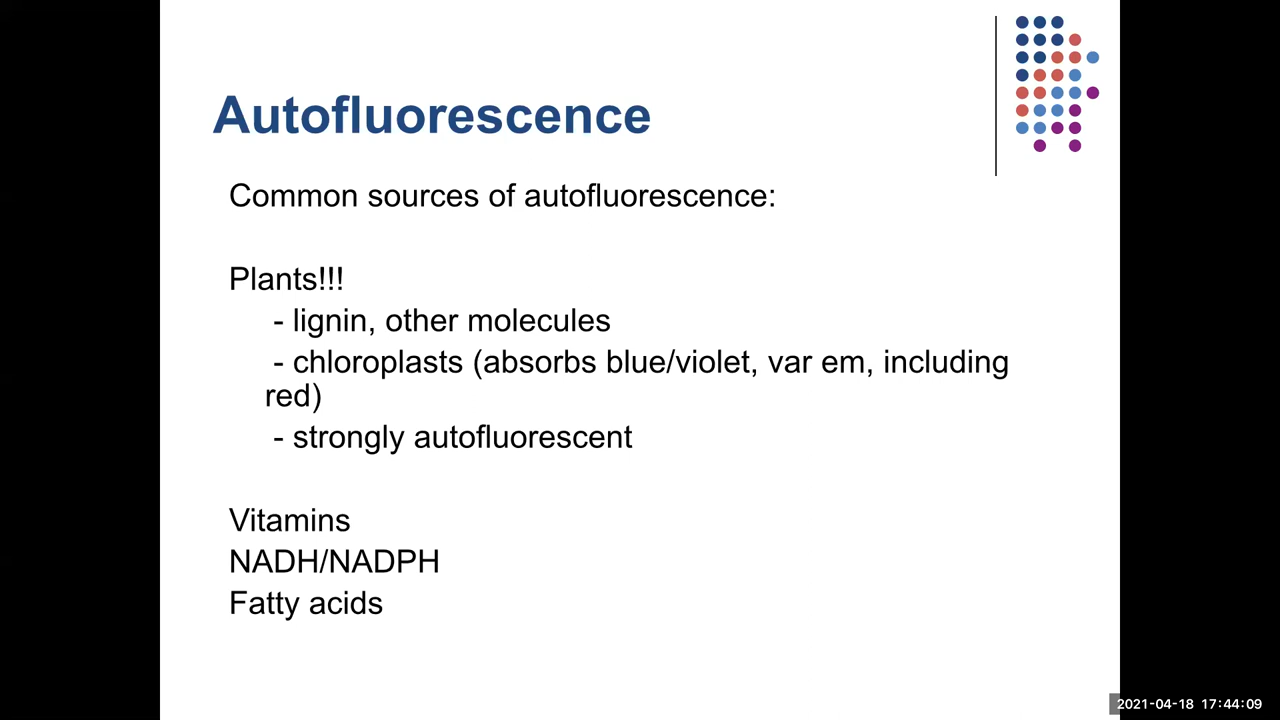 Autofluorescence
Common sources of autofluorescence:
Plants!!!
- lignin, other molecules
- chloroplasts (absorbs blue/violet, var em, including
red)
- strongly autofluorescent
Vitamins
NADH/NADPH
Fatty acids
2021-04-18 17:44:09